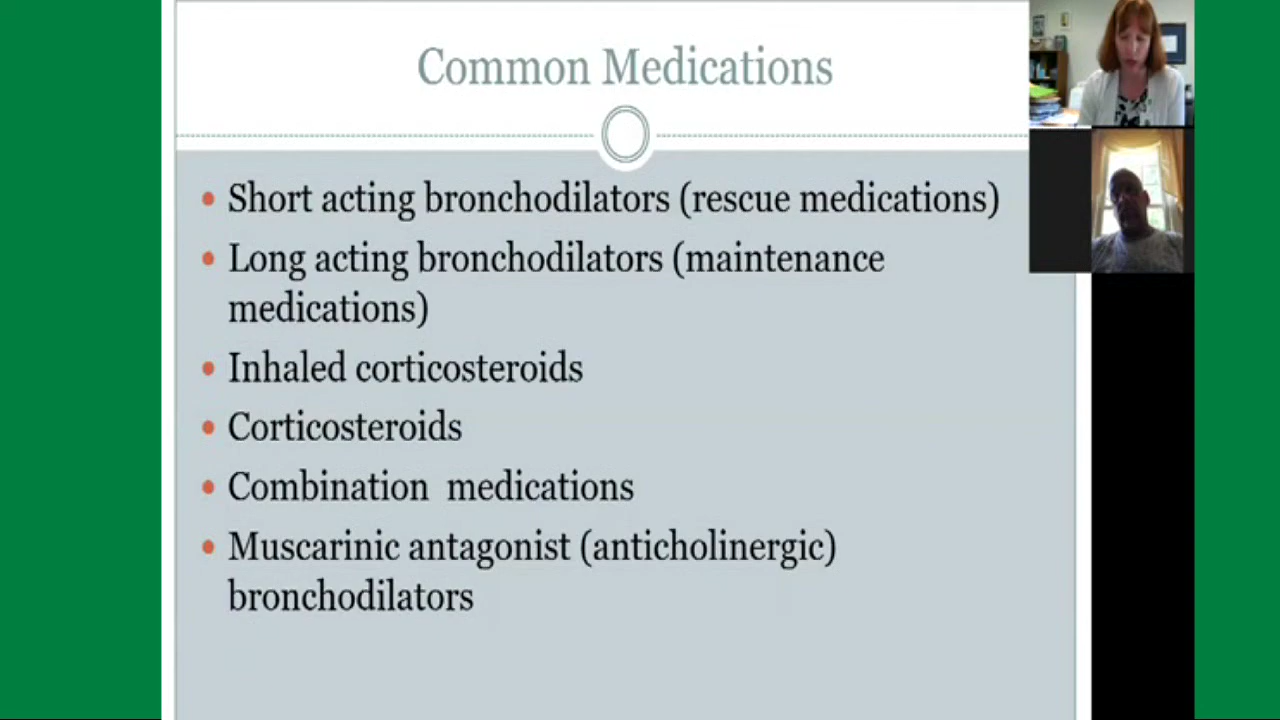 Common Medications
• Short acting bronchodilators (rescue medications)
• Long acting bronchodilators (maintenance
medications)
• Inhaled corticosteroids
• Corticosteroids
• Combination  medications
• Muscarinic antagonist (anticholinergic)
bronchodilators